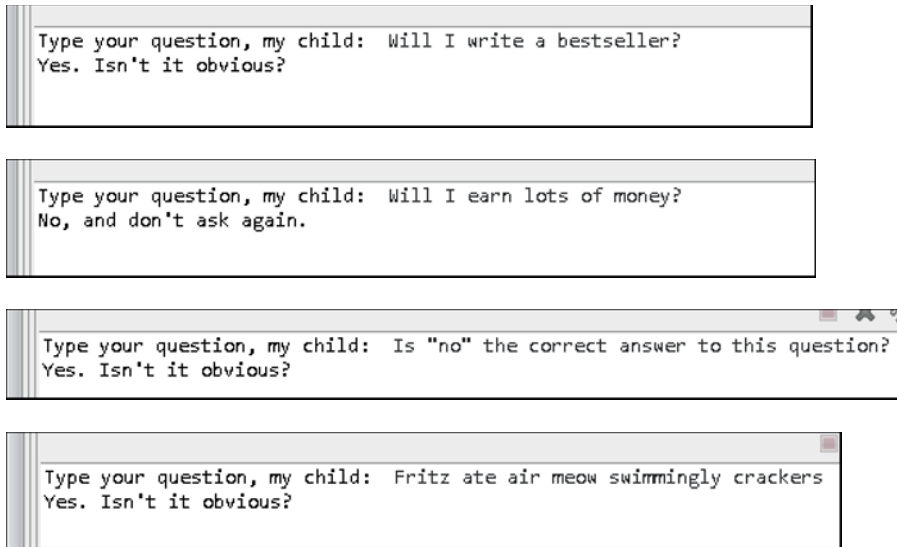 Type your question, my child:  Will I write a bestseller?
Yes. Isn't it obvious?
Type your question, my child:  Will I earn lots of money?
No, and don't ask again.
Type your question, my child:  Is "no" the correct answer to this question?
Yes. Isn't it obvious?
Type your question, my child:  Fritz ate air meow swimmingly crackers
Yes. Isn't it obvious?